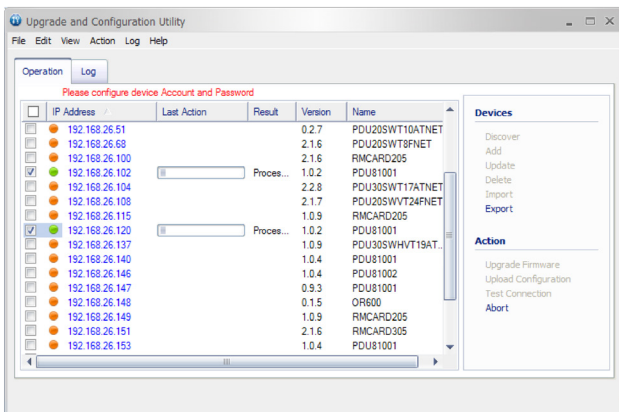 Upgrade and Configuration Utility
File Edit View Action Log Help
Operation Log
Please configure device Account and Password
IP Address Last Action Result Version Name
192.168.26.51 0.2.7 PDU20SWT10ATNET
192.168.26.68 2.1.6 PDU20SWT8FNET
192.168.26.100 2.1.6 RMCARD205
192.168.26.102 Proces... 1.0.2 PDU81001
192.168.26.104 2.2.8 PDU30SWT17ATNET
192.168.26.108 2.1.7 PDU20SWVT24FNET
192.168.26.115 1.0.9 RMCARD205
192.168.26.120 Proces... 1.0.2 PDU81001
192.168.26.137 1.0.9 PDU30SWHVT19AT...
192.168.26.140 1.0.4 PDU81001
192.168.26.146 1.0.4 PDU81002
192.168.26.147 0.9.3 PDU81001
192.168.26.148 0.1.5 OR600
192.168.26.149 1.0.9 RMCARD205
192.168.26.151 2.1.6 RMCARD305
192.168.26.153 1.0.4 PDU81001
Devices
Discover
Add
Update
Delete
Import
Export
Action
Upgrade Firmware
Upload Configuration
Test Connection
Abort